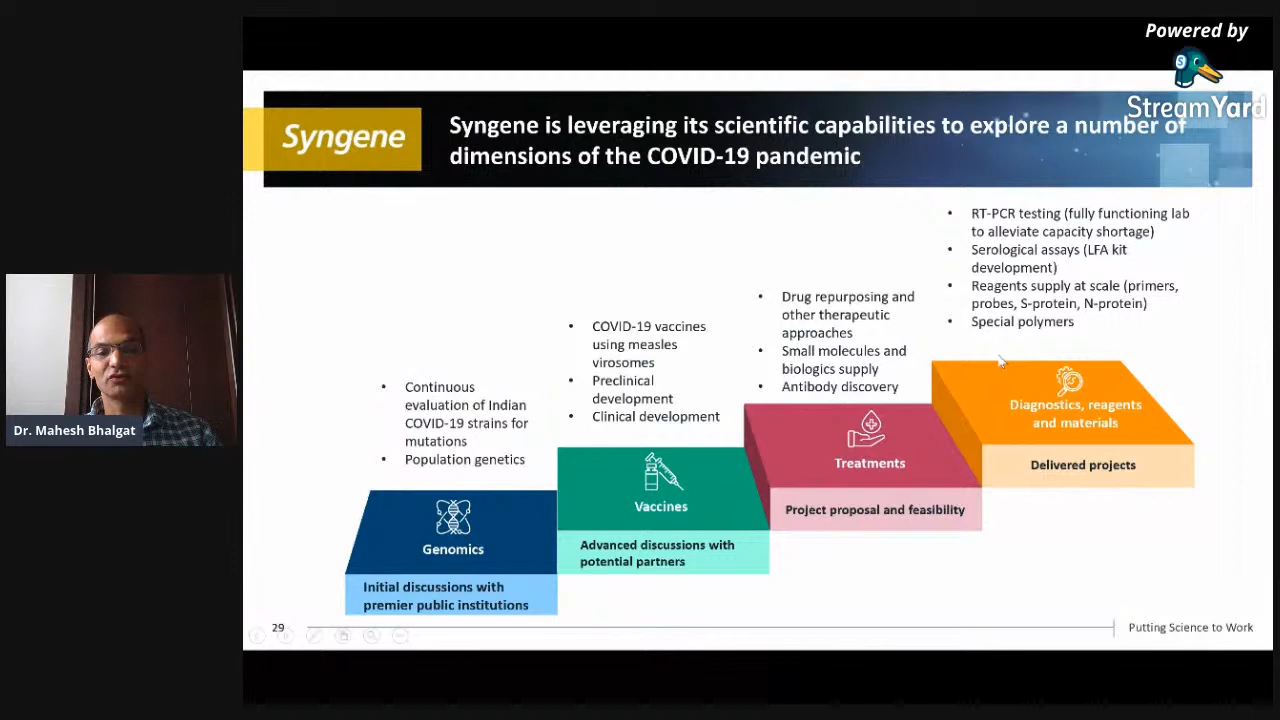 Powered by
StreamYard
Syngene
Syngene is leveraging its scientific capabilities to explore a number of
dimensions of the COVID-19 pandemic
• RT-PCR testing (fully functioning lab
to alleviate capacity shortage)
• Serological assays (LFA kit
development)
• Reagents supply at scale (primers,
probes, S-protein, N-protein)
• Special polymers
• Drug repurposing and
other therapeutic
approaches
• Small molecules and
biologics supply
• Antibody discovery
• COVID-19 vaccines
using measles
virosomes
• Preclinical
development
• Clinical development
• Continuous
evaluation of Indian
COVID-19 strains for
mutations
• Population genetics
Diagnostics, reagents
and materials
Delivered projects
Treatments
Project proposal and feasibility
Vaccines
Advanced discussions with
potential partners
Genomics
Initial discussions with
premier public institutions
Dr. Mahesh Bhalgat
29
Putting Science to Work